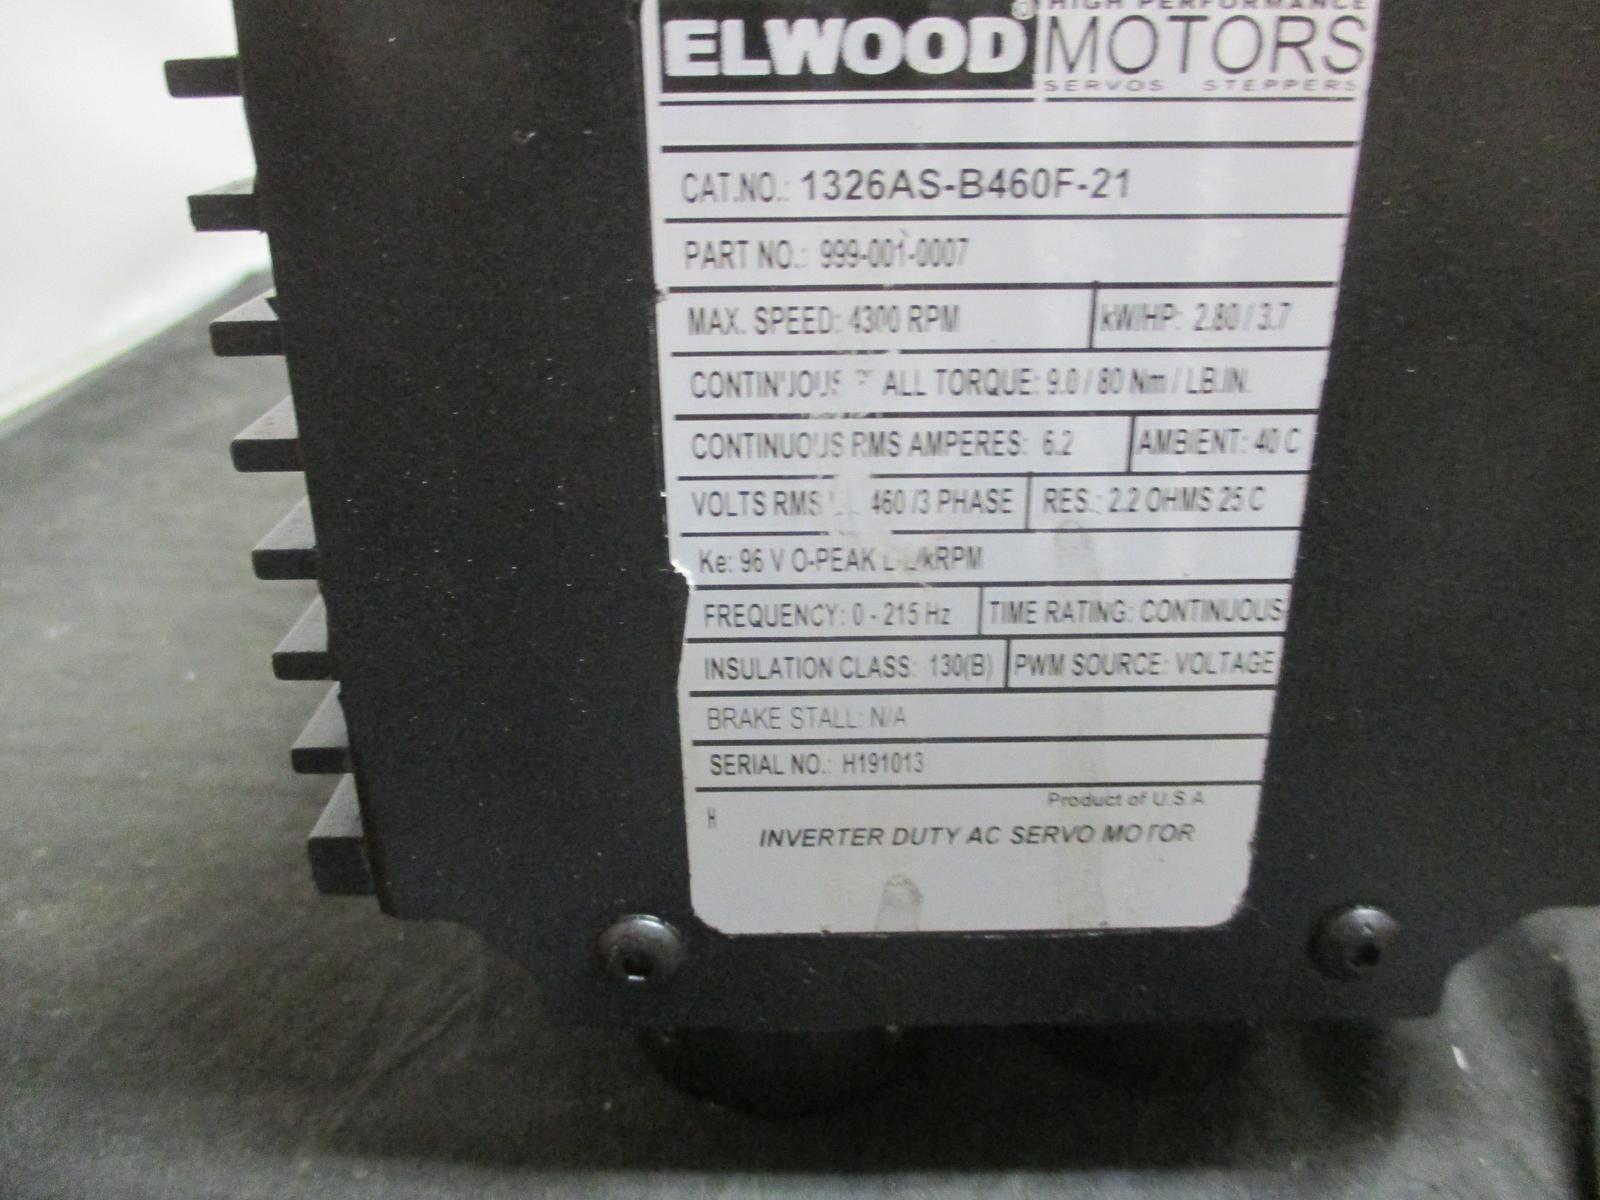 ELWOOD® HIGH PERFORMANCE
MOTORS
SERVOS STEPPERS
CAT.NO.: 1326AS-B460F-21
PART NO.: 999-001-0007
MAX. SPEED: 4300 RPM kW/HP: 2.80 / 3.7
ALL TORQUE: 9.0 / 80 Nm / LB.IN.
CONTINUOUS RMS AMPERES: 6.2 AMBIENT: 40 C
VOLTS RMS 460 /3 PHASE RES.: 2.2 OHMS 25 C
Ke: 96 V O-PEAK L-L/kRPM
FREQUENCY: 0 - 215 Hz TIME RATING: CONTINUOUS
INSULATION CLASS: 130(B) PWM SOURCE: VOLTAGE
BRAKE STALL: N/A
SERIAL NO.: H191013
Product of U.S.A
H
INVERTER DUTY AC SERVO MOTOR